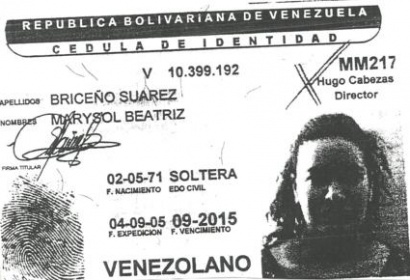 REPUBLICA BOLIVARIANA DE VENEZUELA
CEDULA DE IDENTIDAD
V 10.399.192
MM217
Hugo Cabezas
Director
APELLIDOS BRICEÑO SUAREZ
NOMBRES MARYSOL BEATRIZ
FIRMA TITULAR
02-05-71 SOLTERA
F. NACIMIENTO EDO CIVIL
04-09-05 09-2015
F. EXPEDICION F. VENCIMIENTO
VENEZOLANO